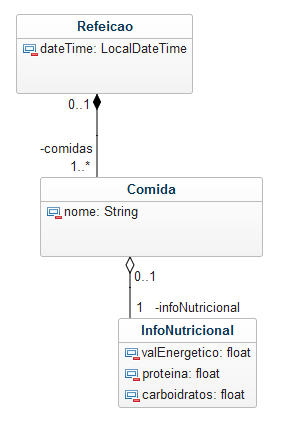 Refeicao
dateTime: LocalDateTime
0..1
-comidas
1..*
Comida
nome: String
0..1
1 -infoNutricional
InfoNutricional
valEnergetico: float
proteina: float
carboidratos: float